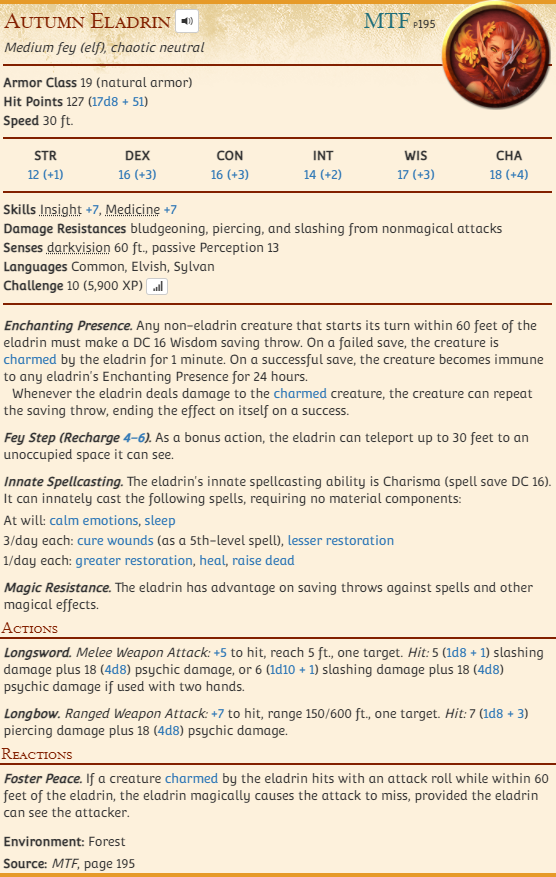 Autumn Eladrin MTF P195
Medium fey (elf), chaotic neutral
Armor Class 19 (natural armor)
Hit Points 127 (17d8 + 51)
Speed 30 ft.
STR DEX CON INT WIS CHA
12 (+1) 16 (+3) 16 (+3) 14 (+2) 17 (+3) 18 (+4)
Skills Insight +7, Medicine +7
Damage Resistances bludgeoning, piercing, and slashing from nonmagical attacks
Senses darkvision 60 ft., passive Perception 13
Languages Common, Elvish, Sylvan
Challenge 10 (5,900 XP)
Enchanting Presence. Any non-eladrin creature that starts its turn within 60 feet of the
eladrin must make a DC 16 Wisdom saving throw. On a failed save, the creature is
charmed by the eladrin for 1 minute. On a successful save, the creature becomes immune
to any eladrin's Enchanting Presence for 24 hours.
Whenever the eladrin deals damage to the charmed creature, the creature can repeat
the saving throw, ending the effect on itself on a success.
Fey Step (Recharge 4–6). As a bonus action, the eladrin can teleport up to 30 feet to an
unoccupied space it can see.
Innate Spellcasting. The eladrin's innate spellcasting ability is Charisma (spell save DC 16).
It can innately cast the following spells, requiring no material components:
At will: calm emotions, sleep
3/day each: cure wounds (as a 5th-level spell), lesser restoration
1/day each: greater restoration, heal, raise dead
Magic Resistance. The eladrin has advantage on saving throws against spells and other
magical effects.
Actions
Longsword. Melee Weapon Attack: +5 to hit, reach 5 ft., one target. Hit: 5 (1d8 + 1) slashing
damage plus 18 (4d8) psychic damage, or 6 (1d10 + 1) slashing damage plus 18 (4d8)
psychic damage if used with two hands.
Longbow. Ranged Weapon Attack: +7 to hit, range 150/600 ft., one target. Hit: 7 (1d8 + 3)
piercing damage plus 18 (4d8) psychic damage.
Reactions
Foster Peace. If a creature charmed by the eladrin hits with an attack roll while within 60
feet of the eladrin, the eladrin magically causes the attack to miss, provided the eladrin
can see the attacker.
Environment: Forest
Source: MTF, page 195